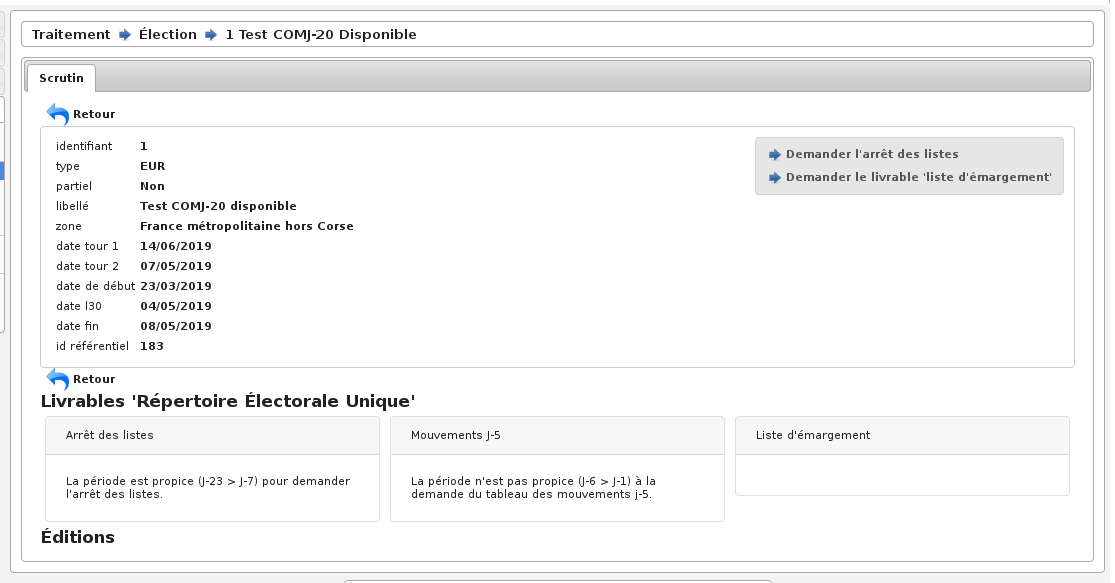 Traitement Élection 1 Test COMJ-20 Disponible
Scrutin
Retour
identifiant 1
type EUR
partiel Non
libellé Test COMJ-20 disponible
zone France métropolitaine hors Corse
date tour 1 14/06/2019
date tour 2 07/05/2019
date de début 23/03/2019
date l30 04/05/2019
date fin 08/05/2019
id référentiel 183
Demander l'arrêt des listes
Demander le livrable 'liste d'émargement'
Retour
Livrables 'Répertoire Électorale Unique'
Arrêt des listes
La période est propice (J-23 > J-7) pour demander
l'arrêt des listes.
Mouvements J-5
La période n'est pas propice (J-6 > J-1) à la
demande du tableau des mouvements j-5.
Liste d'émargement
Éditions